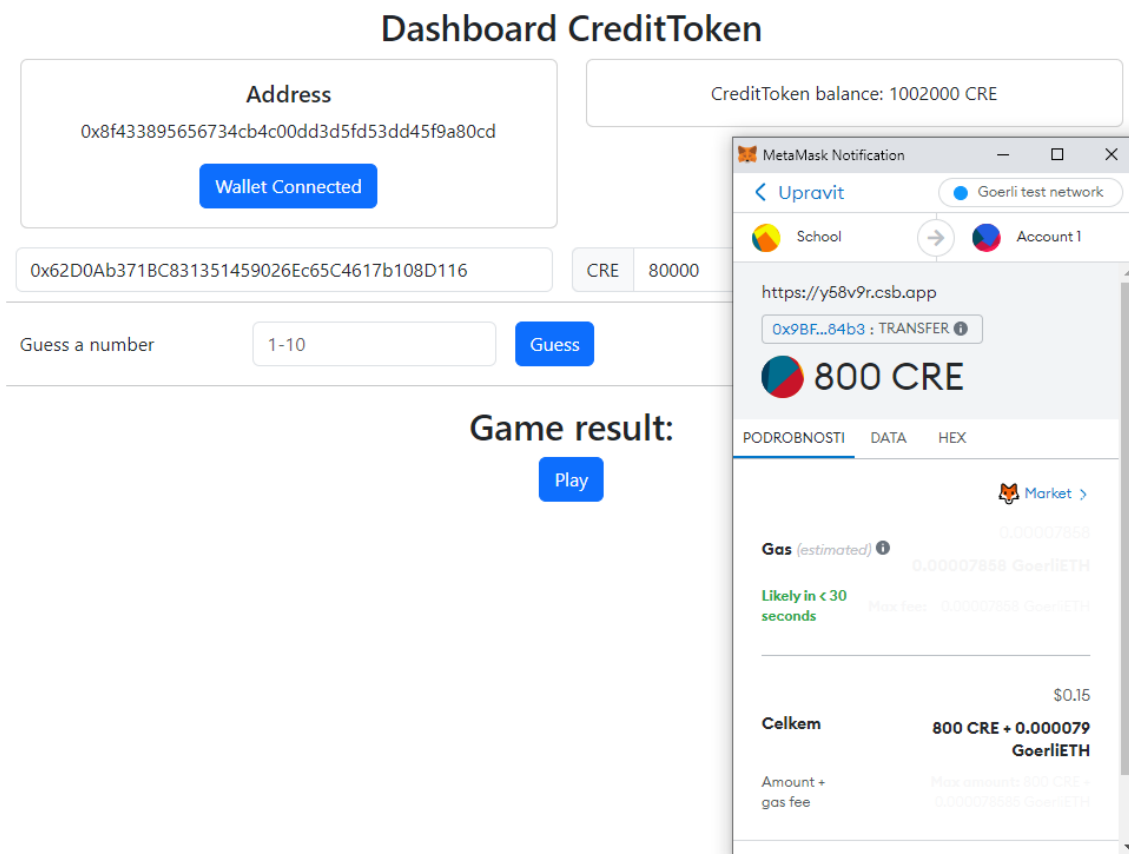 Dashboard CreditToken
Address
0x8f433895656734cb4c00dd3d5fd53dd45f9a80cd
Wallet Connected
CreditToken balance: 1002000 CRE
0x62D0Ab371BC831351459026Ec65C4617b108D116
CRE 80000
Guess a number
1-10
Guess
Game result:
Play
MetaMask Notification
Upravit
Goerli test network
School
Account 1
https://y58v9r.csb.app
0x9BF...84b3 : TRANSFER
800 CRE
PODROBNOSTI DATA HEX
Market
0.00007858
Gas (estimated)
0.00007858 GoerliETH
Likely in < 30
seconds
Max fee: 0.00007858 GoerliETH
$0.15
Celkem
800 CRE + 0.000079
GoerliETH
Amount +
gas fee
Max amount: 800 CRE +
0.000078585 GoerliETH